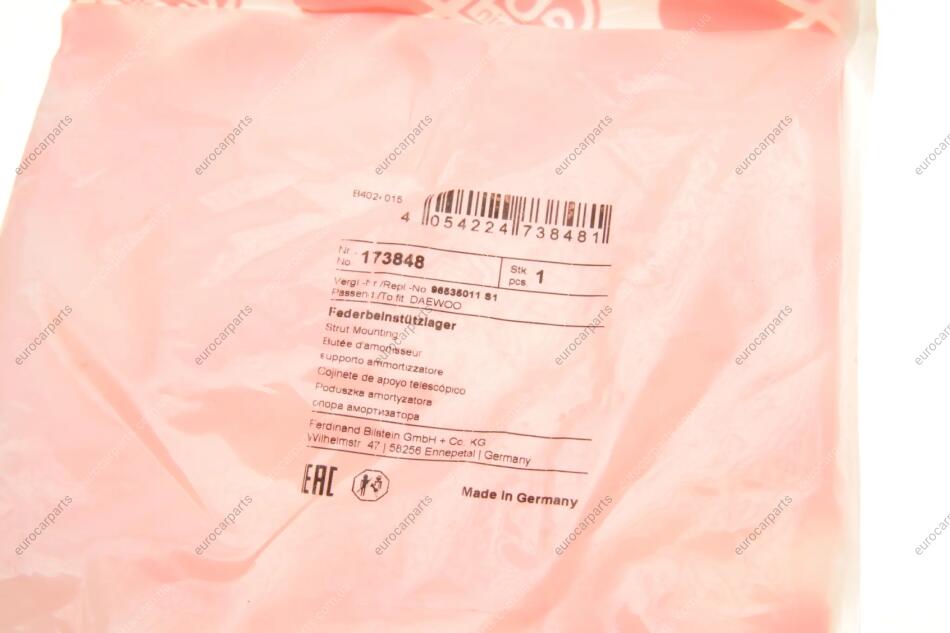 B402
015
4 054224 738481
Nr.
No. 173848
Stk
pcs. 1
Vergl.-Nr./Repl.-No. 96535011 S1
Passend/To fit DAEWOO
Federbeinstützlager
Strut Mounting
Butée d'amortisseur
supporto ammortizzatore
Cojinete de apoyo telescópico
Poduszka amortyzatora
опора амортизатора
Ferdinand Bilstein GmbH + Co. KG
Wilhelmstr. 47 | 58256 Ennepetal | Germany
EAC
Made in Germany
eurocarparts